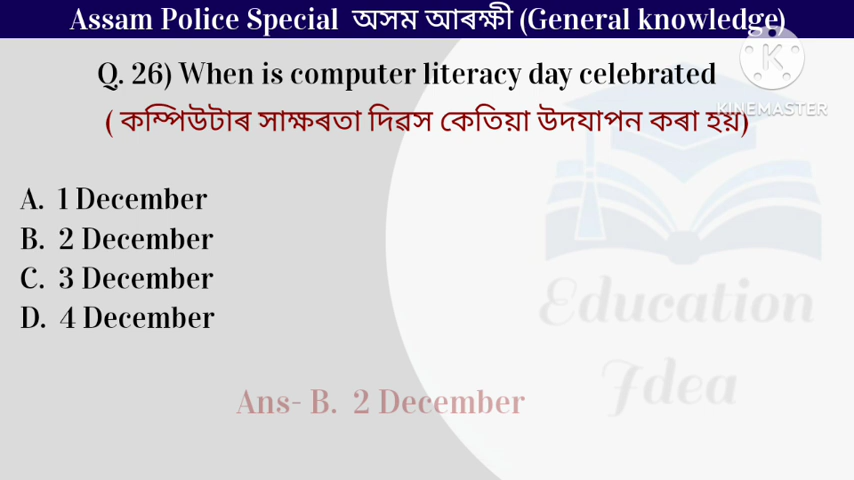 Assam Police Special অসম আৰক্ষী (General knowledge)
KINEMASTER
Q. 26) When is computer literacy day celebrated
( কম্পিউটাৰ সাক্ষৰতা দিৱস কেতিয়া উদযাপন কৰা হয়)
A. 1 December
B. 2 December
C. 3 December
D. 4 December
Education
Idea
Ans- B. 2 December